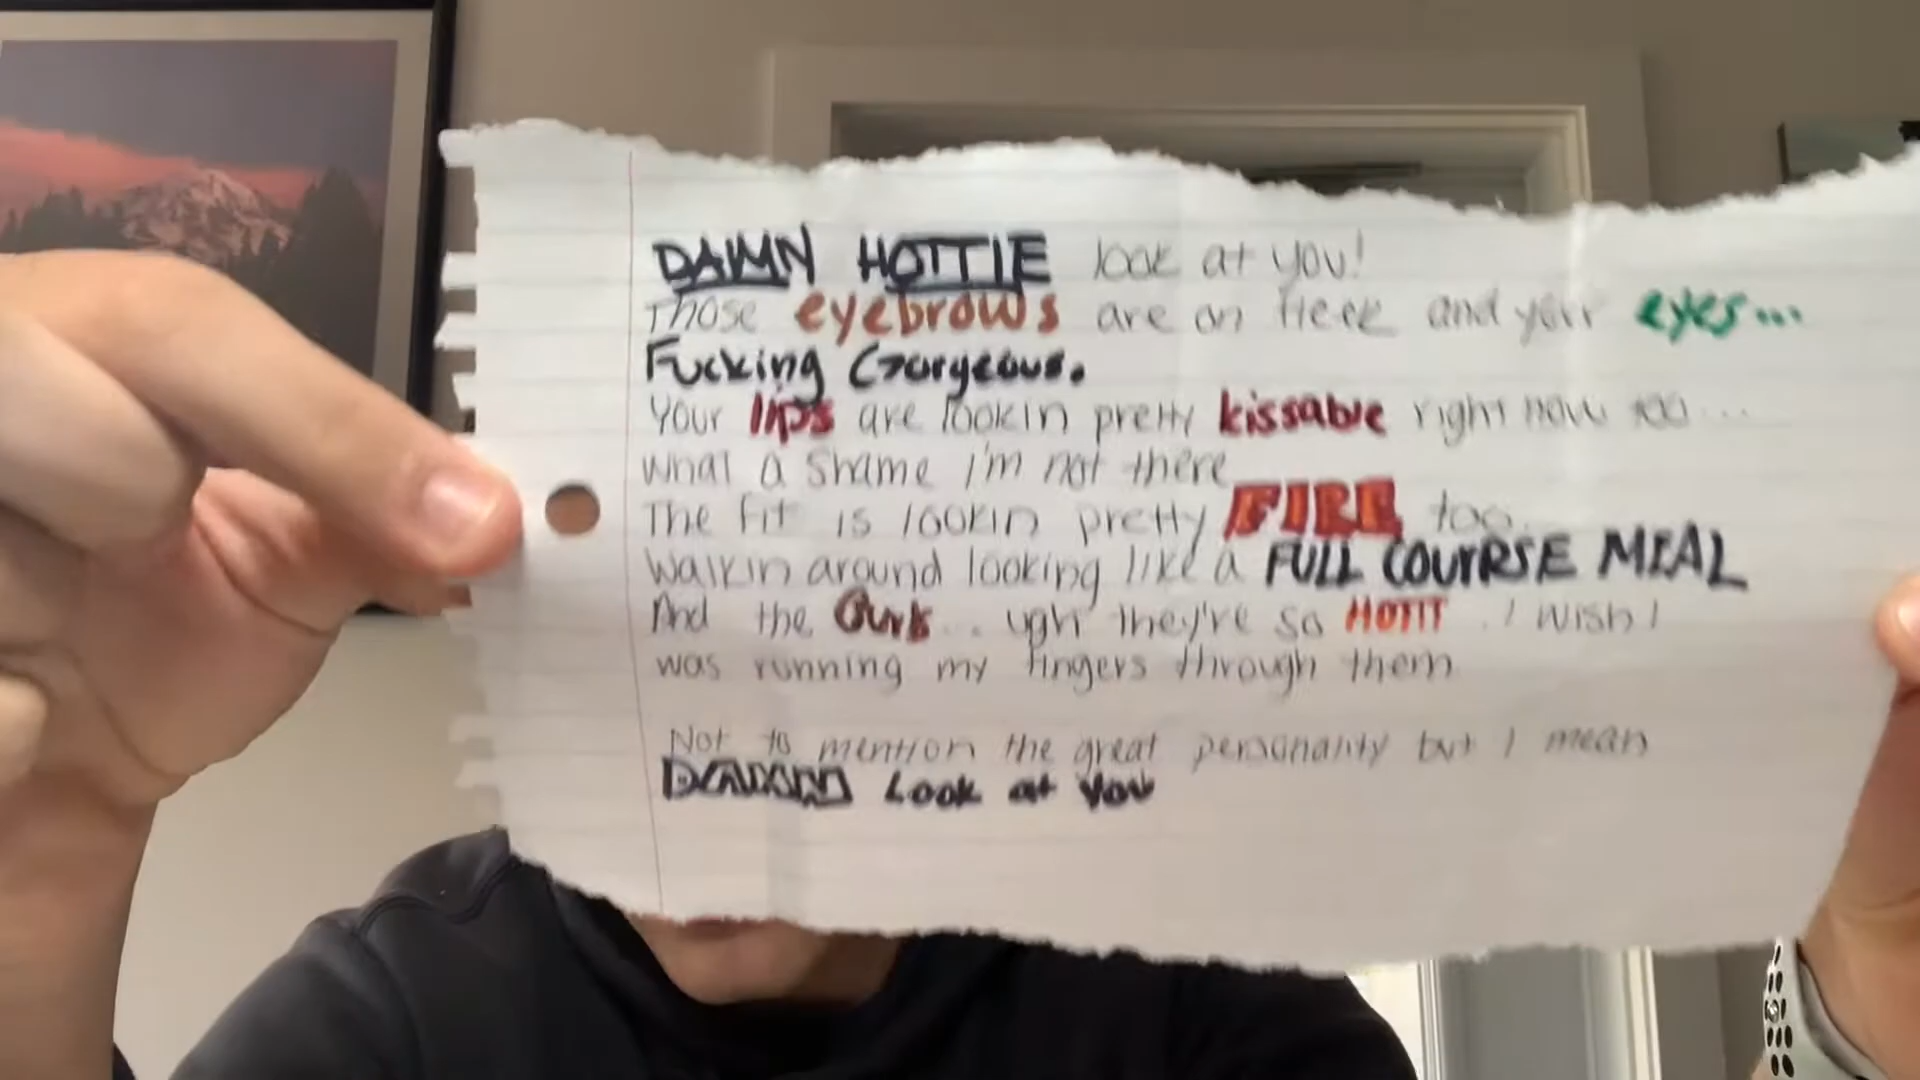 DAMN HOTTIE look at you!
Those eyebrows are on fleek and your eyes...
Fucking Gorgeous.
Your lips are lookin pretty kissable right now too...
what a shame I'm not there
The fit is lookin pretty FIRE too.
Walkin around looking like a FULL COURSE MEAL
And the Curls... ugh they're so HOTTT. I wish I
was running my fingers through them
Not to mention the great personality but I mean
DAMN Look at you